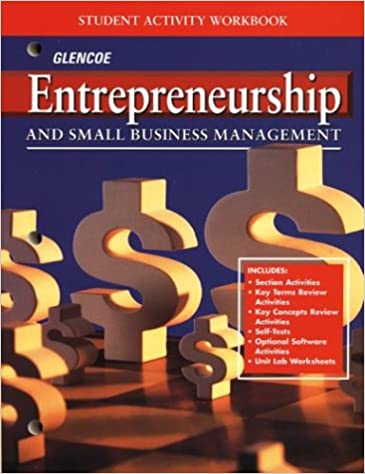 STUDENT ACTIVITY WORKBOOK
GLENCOE
Entrepreneurship
AND SMALL BUSINESS MANAGEMENT
INCLUDES:
• Section Activities
• Key Terms Review
Activities
• Key Concepts Review
Activities
• Self-Tests
• Optional Software
Activities
• Unit Lab Worksheets